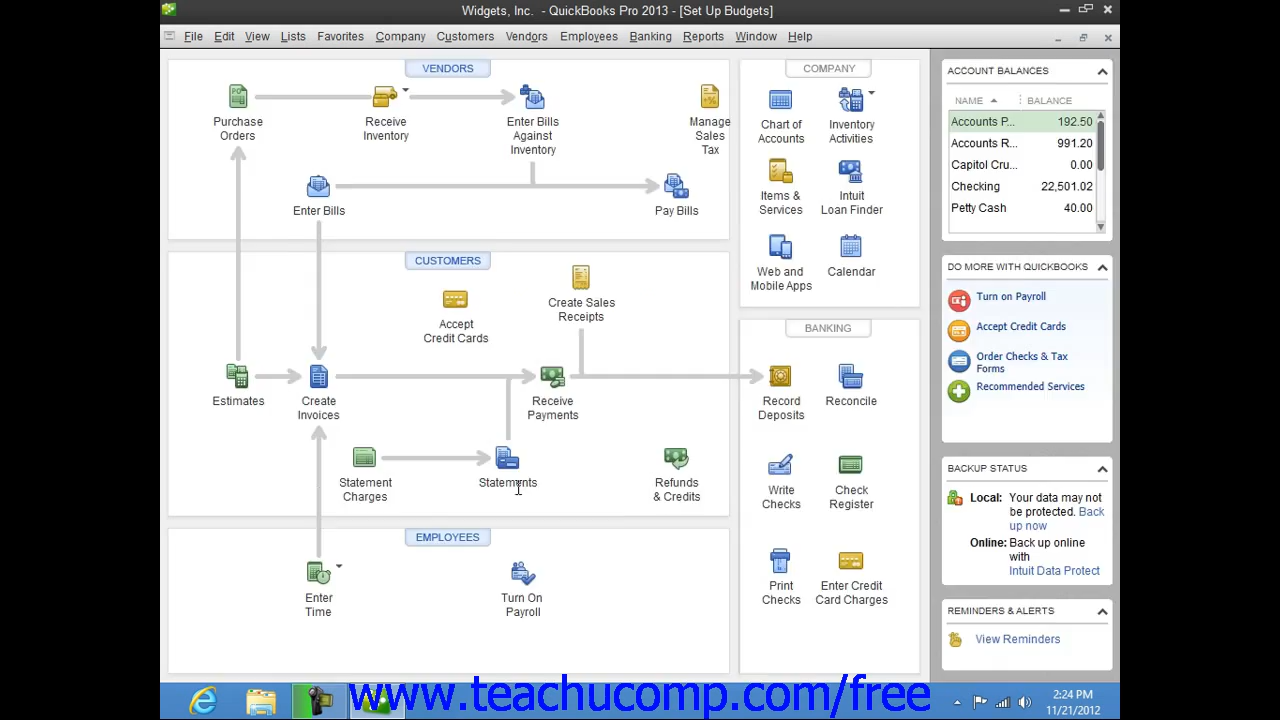 Widgets, Inc. - QuickBooks Pro 2013 - [Set Up Budgets]
File Edit View Lists Favorites Company Customers Vendors Employees Banking Reports Window Help
VENDORS
Purchase
Orders
Receive
Inventory
Enter Bills
Against
Inventory
Manage
Sales
Tax
Enter Bills
Pay Bills
CUSTOMERS
Accept
Credit Cards
Create Sales
Receipts
Estimates
Create
Invoices
Receive
Payments
Statement
Charges
Statements
Refunds
& Credits
EMPLOYEES
Enter
Time
Turn On
Payroll
COMPANY
Chart of
Accounts
Inventory
Activities
Items &
Services
Intuit
Loan Finder
Web and
Mobile Apps
Calendar
BANKING
Record
Deposits
Reconcile
Write
Checks
Check
Register
Print
Checks
Enter Credit
Card Charges
ACCOUNT BALANCES
NAME BALANCE
Accounts P... 192.50
Accounts R... 991.20
Capitol Cru... 0.00
Checking 22,501.02
Petty Cash 40.00
DO MORE WITH QUICKBOOKS
Turn on Payroll
Accept Credit Cards
Order Checks & Tax
Forms
Recommended Services
BACKUP STATUS
Local: Your data may not
be protected. Back
up now
Online: Back up online
with
Intuit Data Protect
REMINDERS & ALERTS
View Reminders
www.teachucomp.com/free
2:24 PM
11/21/2012